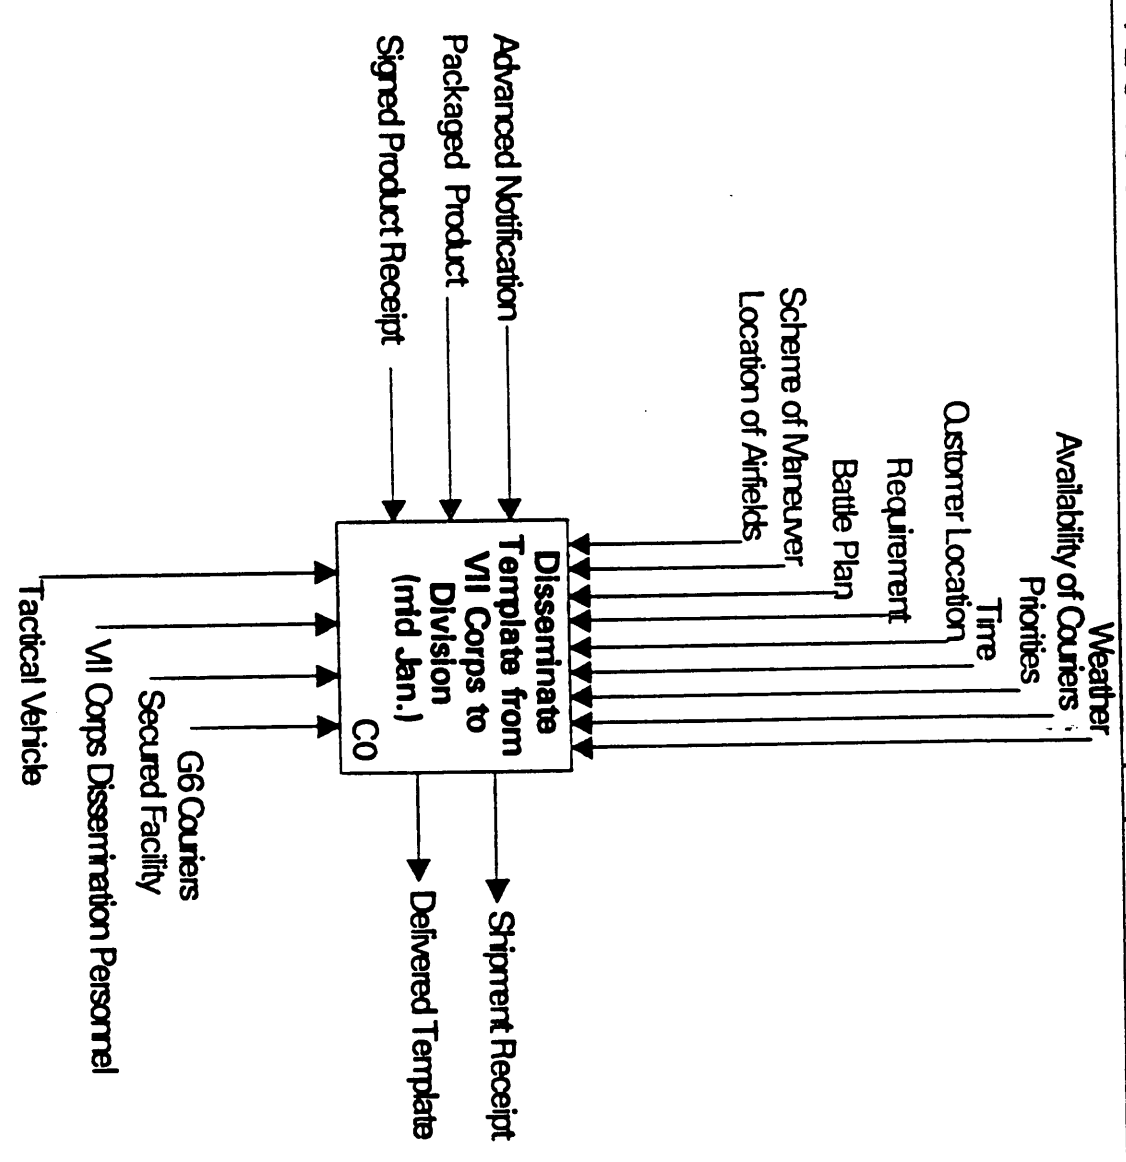 Weather
Availability of Couriers
Priorities
Time
Customer Location
Requirement
Battle Plan
Scheme of Maneuver
Location of Airfields
Advanced Notification
Packaged Product
Signed Product Receipt
Disseminate
Template from
VII Corps to
Division
(mid Jan.)
C0
Shipment Receipt
Delivered Template
G6 Couriers
Secured Facility
VII Corps Dissemination Personnel
Tactical Vehicle